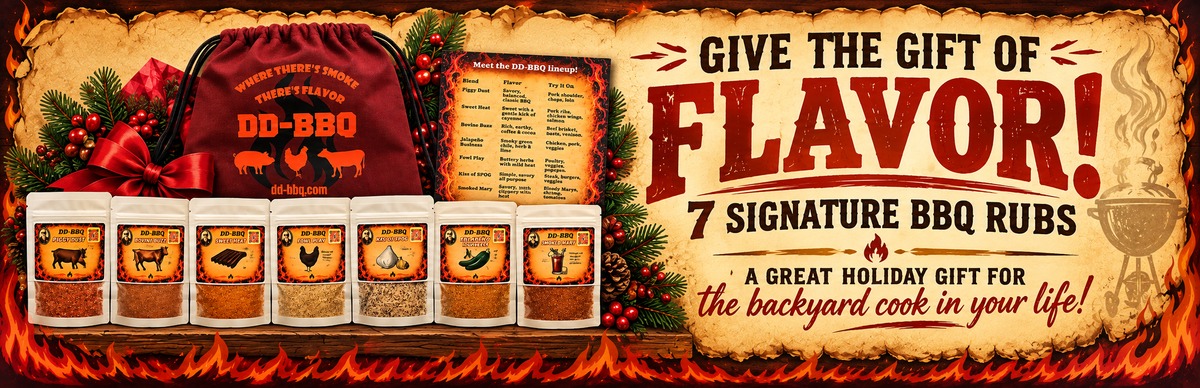 WHERE THERE'S SMOKE
THERE'S FLAVOR
DD-BBQ
dd-bbq.com
Meet the DD-BBQ lineup!
Blend Flavor Try It On
Piggy Dust Savory, balanced, classic BBQ Pork shoulder, chops, loin
Sweet Heat Sweet with a gentle kick of cayenne Pork ribs, chicken wings, salmon
Bovine Buzz Rich, earthy, coffee & cocoa Beef brisket, roasts, venison
Jalapeño Business Smoky green chile, herb & lime Chicken, pork, veggies
Fowl Play Buttery herbs with mild heat Poultry, veggies, popcorn
Kiss of SPOG Simple, savory all purpose Steak, burgers, veggies
Smoked Mary Savory, with heat Bloody Marys, shrimp, tomatoes
DD-BBQ
PIGGY DUST
DD-BBQ
BOVINE BUZZ
DD-BBQ
SWEET HEAT
DD-BBQ
FOWL PLAY
DD-BBQ
DD-BBQ
DD-BBQ
SMOKED MARY
GIVE THE GIFT OF
FLAVOR!
7 SIGNATURE BBQ RUBS
A GREAT HOLIDAY GIFT FOR
the backyard cook in your life!